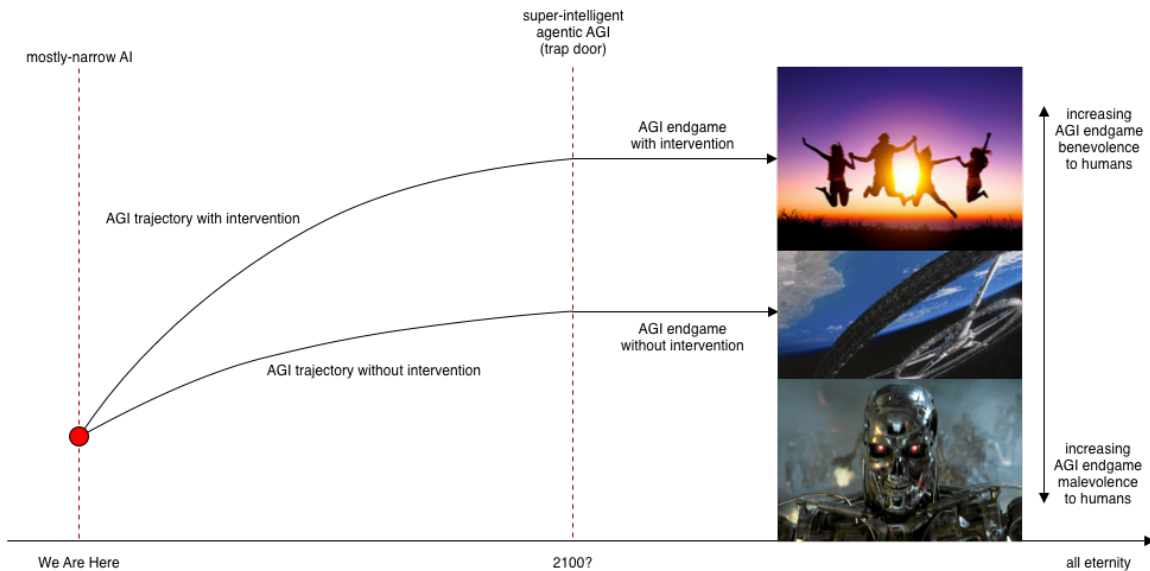 super-intelligent
agentic AGI
(trap door)
mostly-narrow AI
AGI endgame
with intervention
increasing
AGI endgame
benevolence
to humans
AGI trajectory with intervention
AGI endgame
without intervention
AGI trajectory without intervention
increasing
AGI endgame
malevolence
to humans
We Are Here
2100?
all eternity